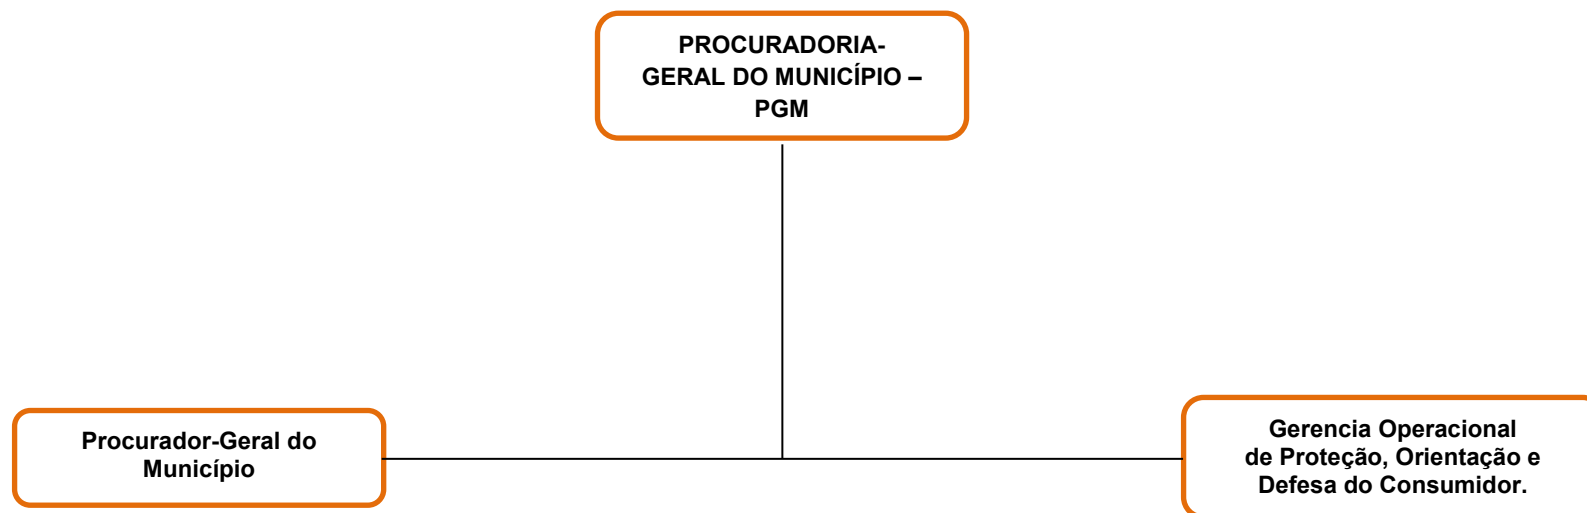 PROCURADORIA-
GERAL DO MUNICÍPIO –
PGM
Procurador-Geral do
Município
Gerencia Operacional
de Proteção, Orientação e
Defesa do Consumidor.